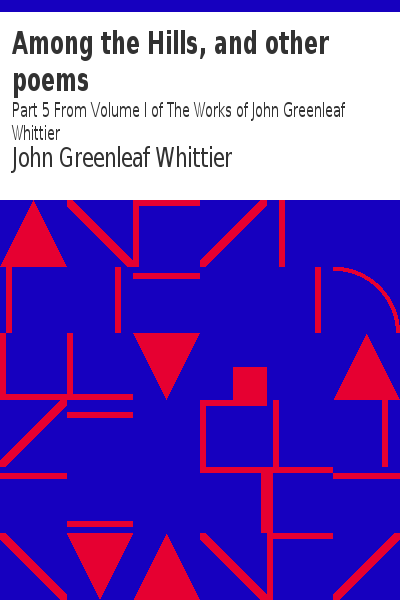 Among the Hills, and other
poems
Part 5 From Volume I of The Works of John Greenleaf
Whittier
John Greenleaf Whittier